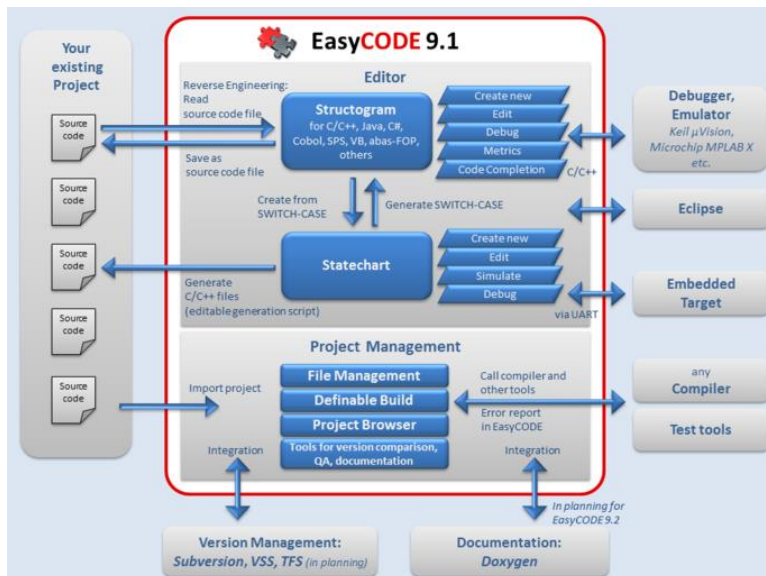 Your
existing
Project
Source
code
Source
code
Source
code
Source
code
Source
code
EasyCODE 9.1
Editor
Reverse Engineering:
Read
source code file
Save as
source code file
Structogram
for C/C++, Java, C#,
Cobol, SPS, VB, abas-FOP,
others
Create new
Edit
Debug
Metrics
Code Completion
C/C++
Create from
SWITCH-CASE
Generate SWITCH-CASE
Statechart
Create new
Edit
Simulate
Debug
via UART
Generate
C/C++ files
(editable generation script)
Project Management
Import project
File Management
Definable Build
Project Browser
Tools for version comparison,
QA, documentation
Call compiler and
other tools
Error report
in EasyCODE
Integration
Integration
Debugger,
Emulator
Keil µVision,
Microchip MPLAB X
etc.
Eclipse
Embedded
Target
any
Compiler
Test tools
In planning for
EasyCODE 9.2
Version Management:
Subversion, VSS, TFS (in planning)
Documentation:
Doxygen